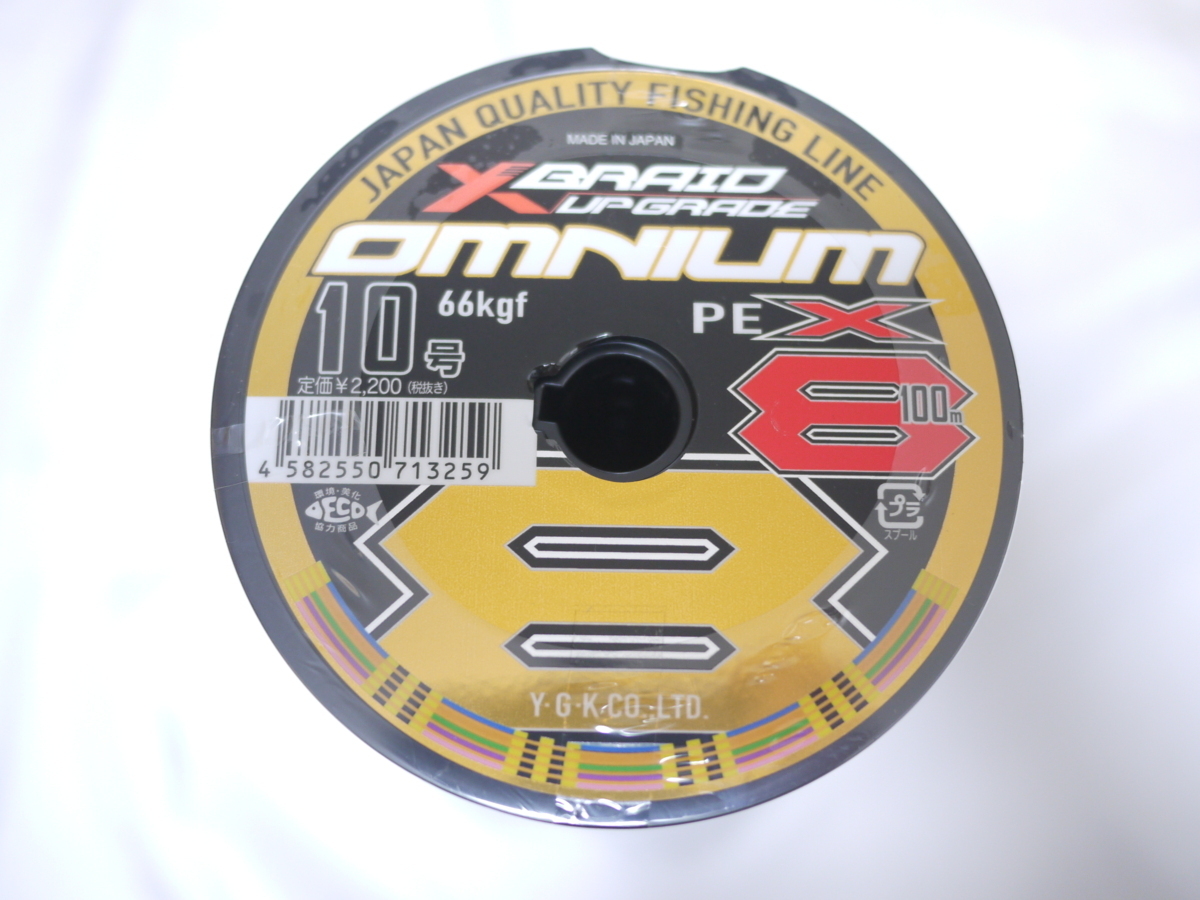 JAPAN QUALITY FISHING LINE
MADE IN JAPAN
XBRAID
UPGRADE
OMNIUM
10号 66kgf
PE X8
100m
定価¥2,200(税抜き)
4 582550 713259
環境・美化
ECO
協力商品
プラ
スプール
Y·G·K CO.,LTD.